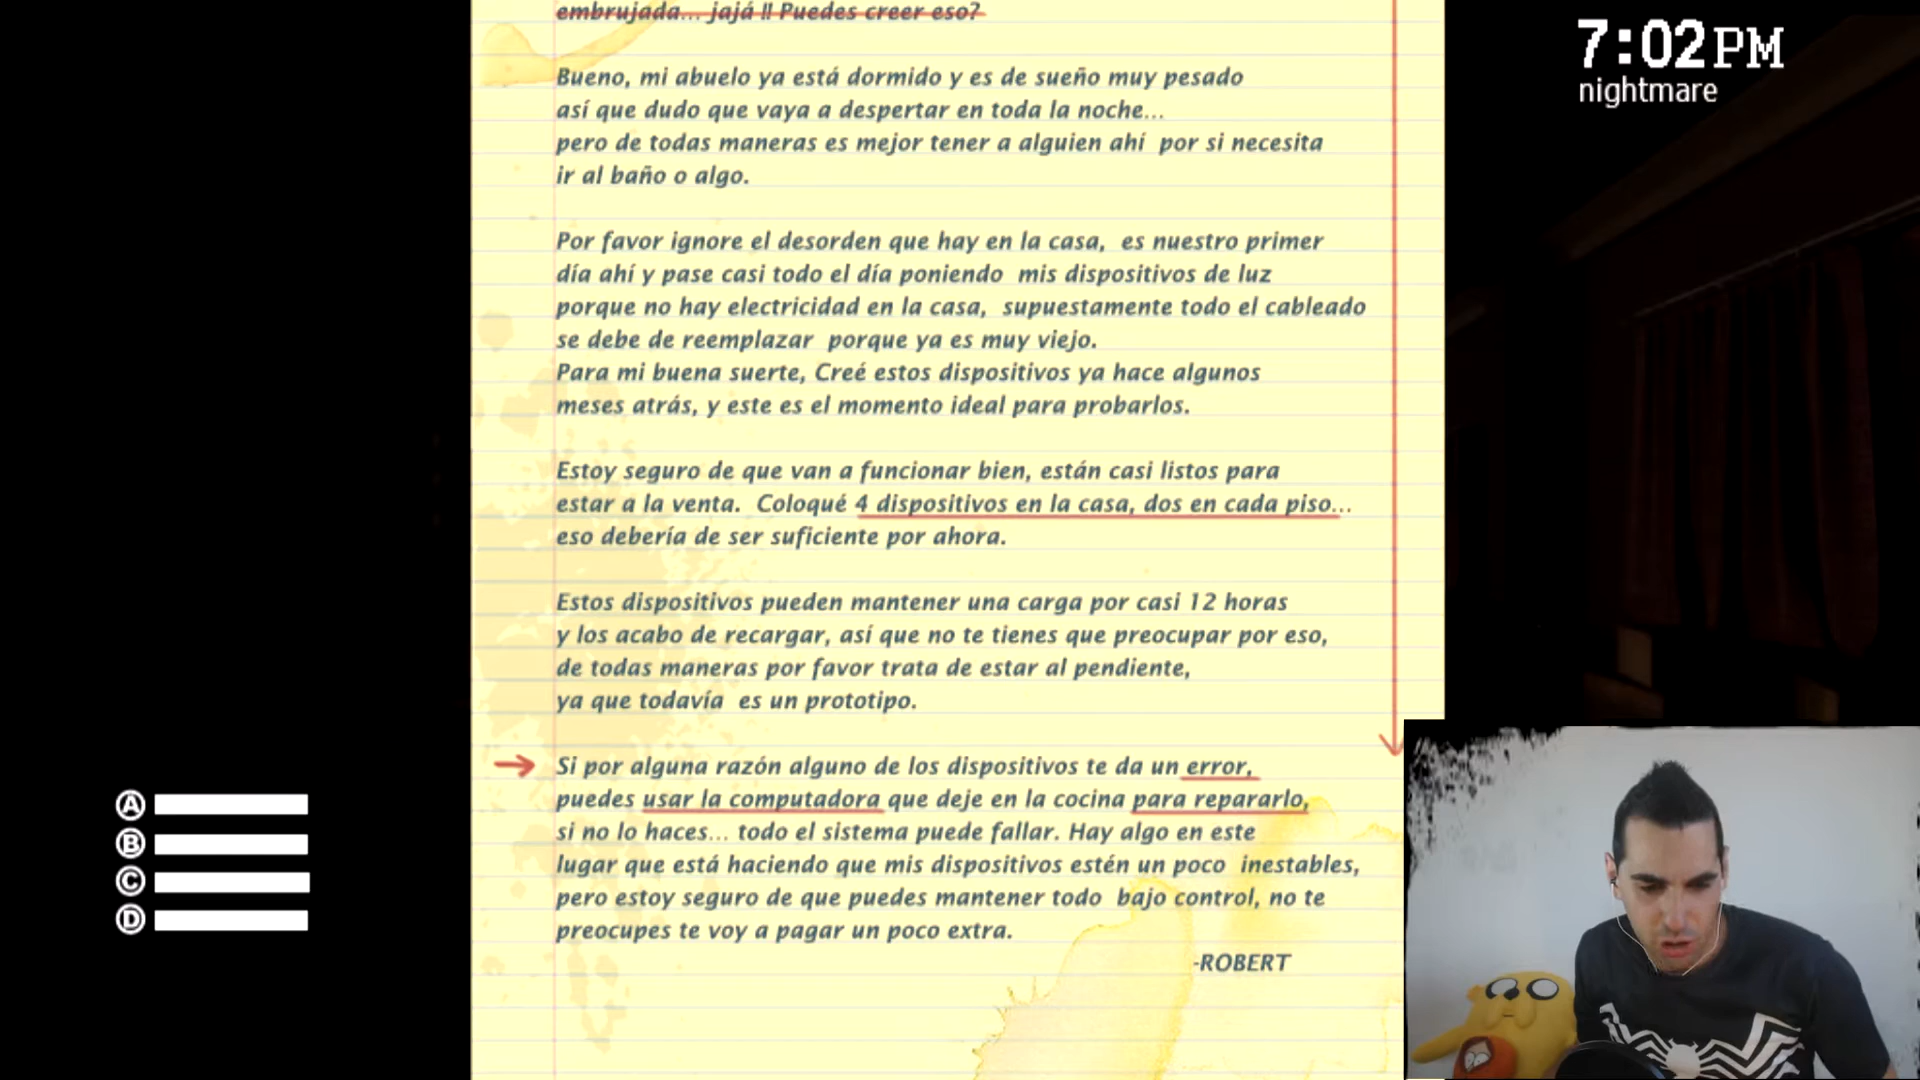 embrujada... jajá !! Puedes creer eso?
7:02PM
nightmare
Bueno, mi abuelo ya está dormido y es de sueño muy pesado
así que dudo que vaya a despertar en toda la noche...
pero de todas maneras es mejor tener a alguien ahí por si necesita
ir al baño o algo.
Por favor ignore el desorden que hay en la casa, es nuestro primer
día ahí y pase casi todo el día poniendo mis dispositivos de luz
porque no hay electricidad en la casa, supuestamente todo el cableado
se debe de reemplazar porque ya es muy viejo.
Para mi buena suerte, Creé estos dispositivos ya hace algunos
meses atrás, y este es el momento ideal para probarlos.
Estoy seguro de que van a funcionar bien, están casi listos para
estar a la venta. Coloqué 4 dispositivos en la casa, dos en cada piso...
eso debería de ser suficiente por ahora.
Estos dispositivos pueden mantener una carga por casi 12 horas
y los acabo de recargar, así que no te tienes que preocupar por eso,
de todas maneras por favor trata de estar al pendiente,
ya que todavía es un prototipo.
Si por alguna razón alguno de los dispositivos te da un error,
puedes usar la computadora que deje en la cocina para repararlo,
si no lo haces... todo el sistema puede fallar. Hay algo en este
lugar que está haciendo que mis dispositivos estén un poco inestables,
pero estoy seguro de que puedes mantener todo bajo control, no te
preocupes te voy a pagar un poco extra.
-ROBERT
A
B
C
D